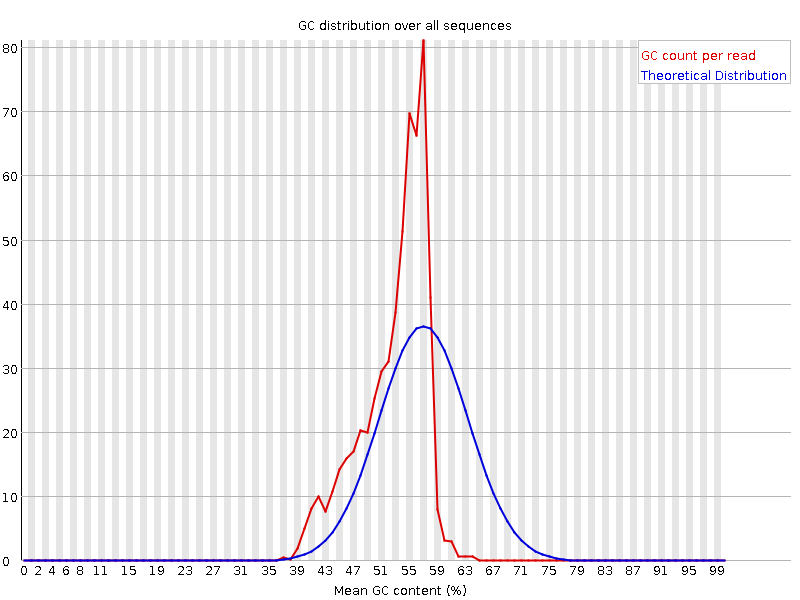 GC distribution over all sequences
80
GC count per read
Theoretical Distribution
70
60
50
40
30
20
10
0
0 2 4 6 8 11 15 19 23 27 31 35 39 43 47 51 55 59 63 67 71 75 79 83 87 91 95 99
Mean GC content (%)